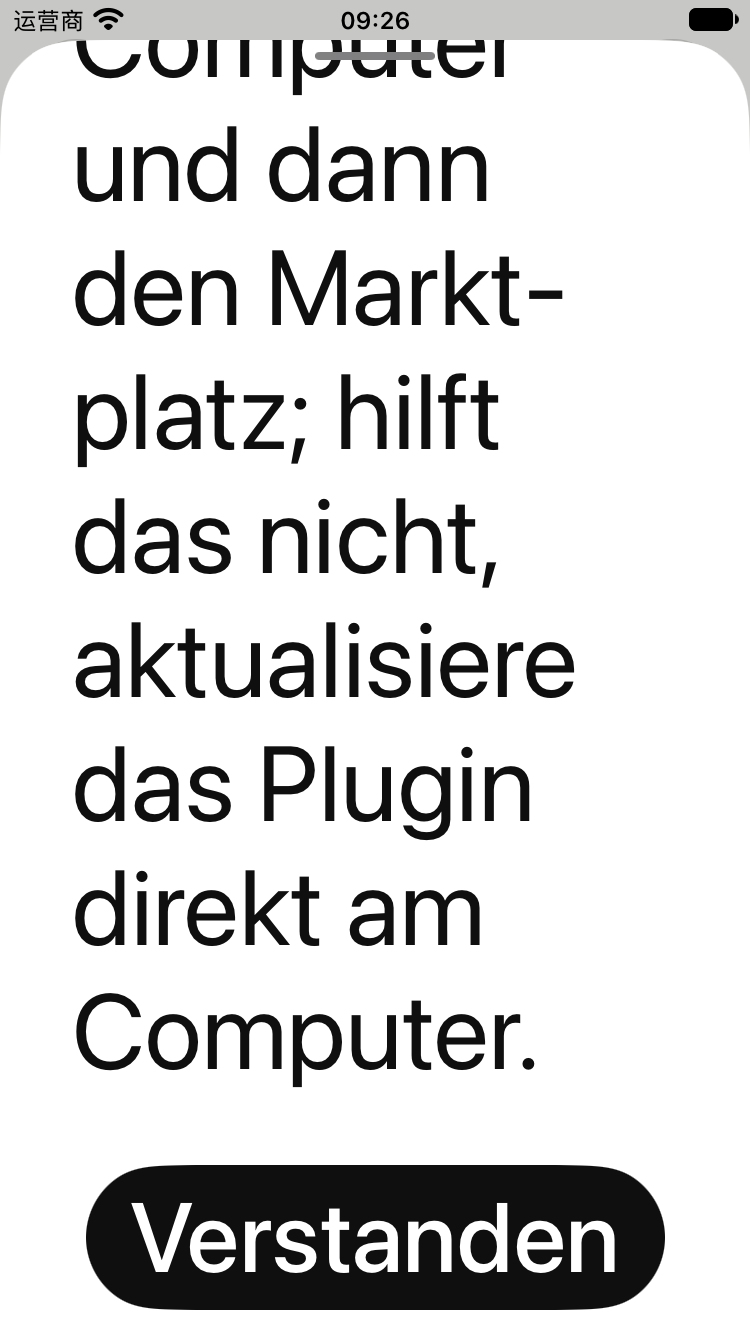 运营商
09:26
Computer
und dann
den Markt-
platz; hilft
das nicht,
aktualisiere
das Plugin
direkt am
Computer.
Verstanden